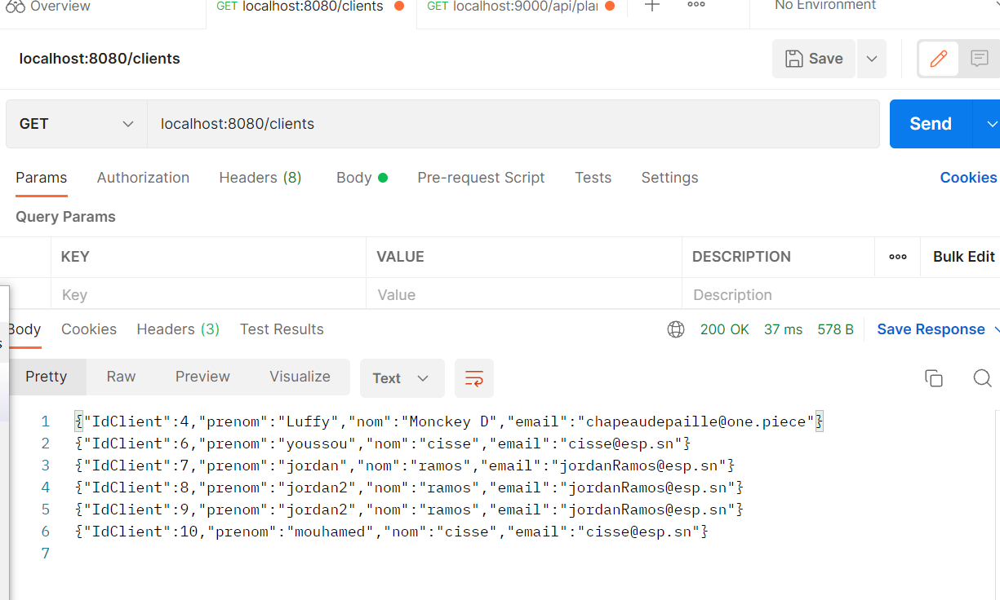 Overview
GET localhost:8080/clients
GET localhost:9000/api/pla
No Environment
localhost:8080/clients
Save
GET
localhost:8080/clients
Send
Params
Authorization
Headers (8)
Body
Pre-request Script
Tests
Settings
Cookies
Query Params
KEY
VALUE
DESCRIPTION
Bulk Edit
Key
Value
Description
Body
Cookies
Headers (3)
Test Results
200 OK
37 ms
578 B
Save Response
Pretty
Raw
Preview
Visualize
Text
1 {"IdClient":4,"prenom":"Luffy","nom":"Monckey D","email":"chapeaudepaille@one.piece"}
2 {"IdClient":6,"prenom":"youssou","nom":"cisse","email":"cisse@esp.sn"}
3 {"IdClient":7,"prenom":"jordan","nom":"ramos","email":"jordanRamos@esp.sn"}
4 {"IdClient":8,"prenom":"jordan2","nom":"ramos","email":"jordanRamos@esp.sn"}
5 {"IdClient":9,"prenom":"jordan2","nom":"ramos","email":"jordanRamos@esp.sn"}
6 {"IdClient":10,"prenom":"mouhamed","nom":"cisse","email":"cisse@esp.sn"}
7